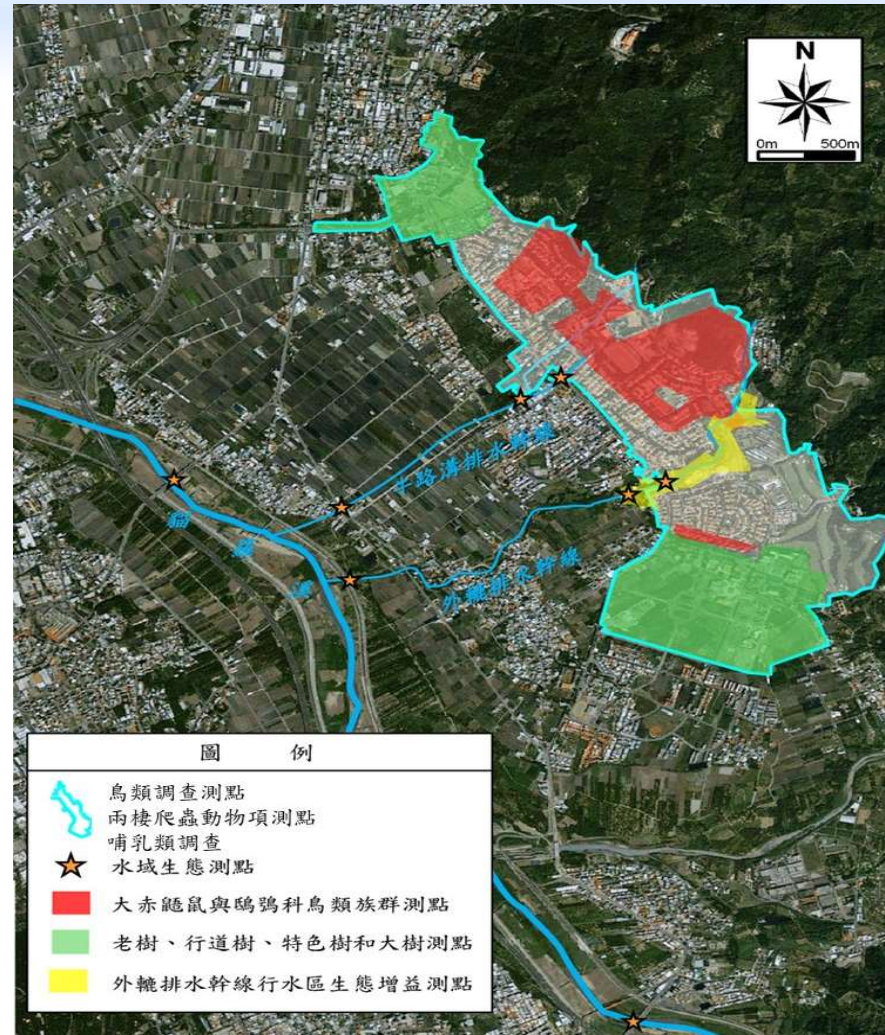 N
0m 500m
牛路溝排水幹線
貓羅溪
外轆排水幹線
圖 例
鳥類調查測點
兩棲爬蟲動物項測點
哺乳類調查
水域生態測點
大赤鼯鼠與鴟鴞科鳥類族群測點
老樹、行道樹、特色樹和大樹測點
外轆排水幹線行水區生態增益測點